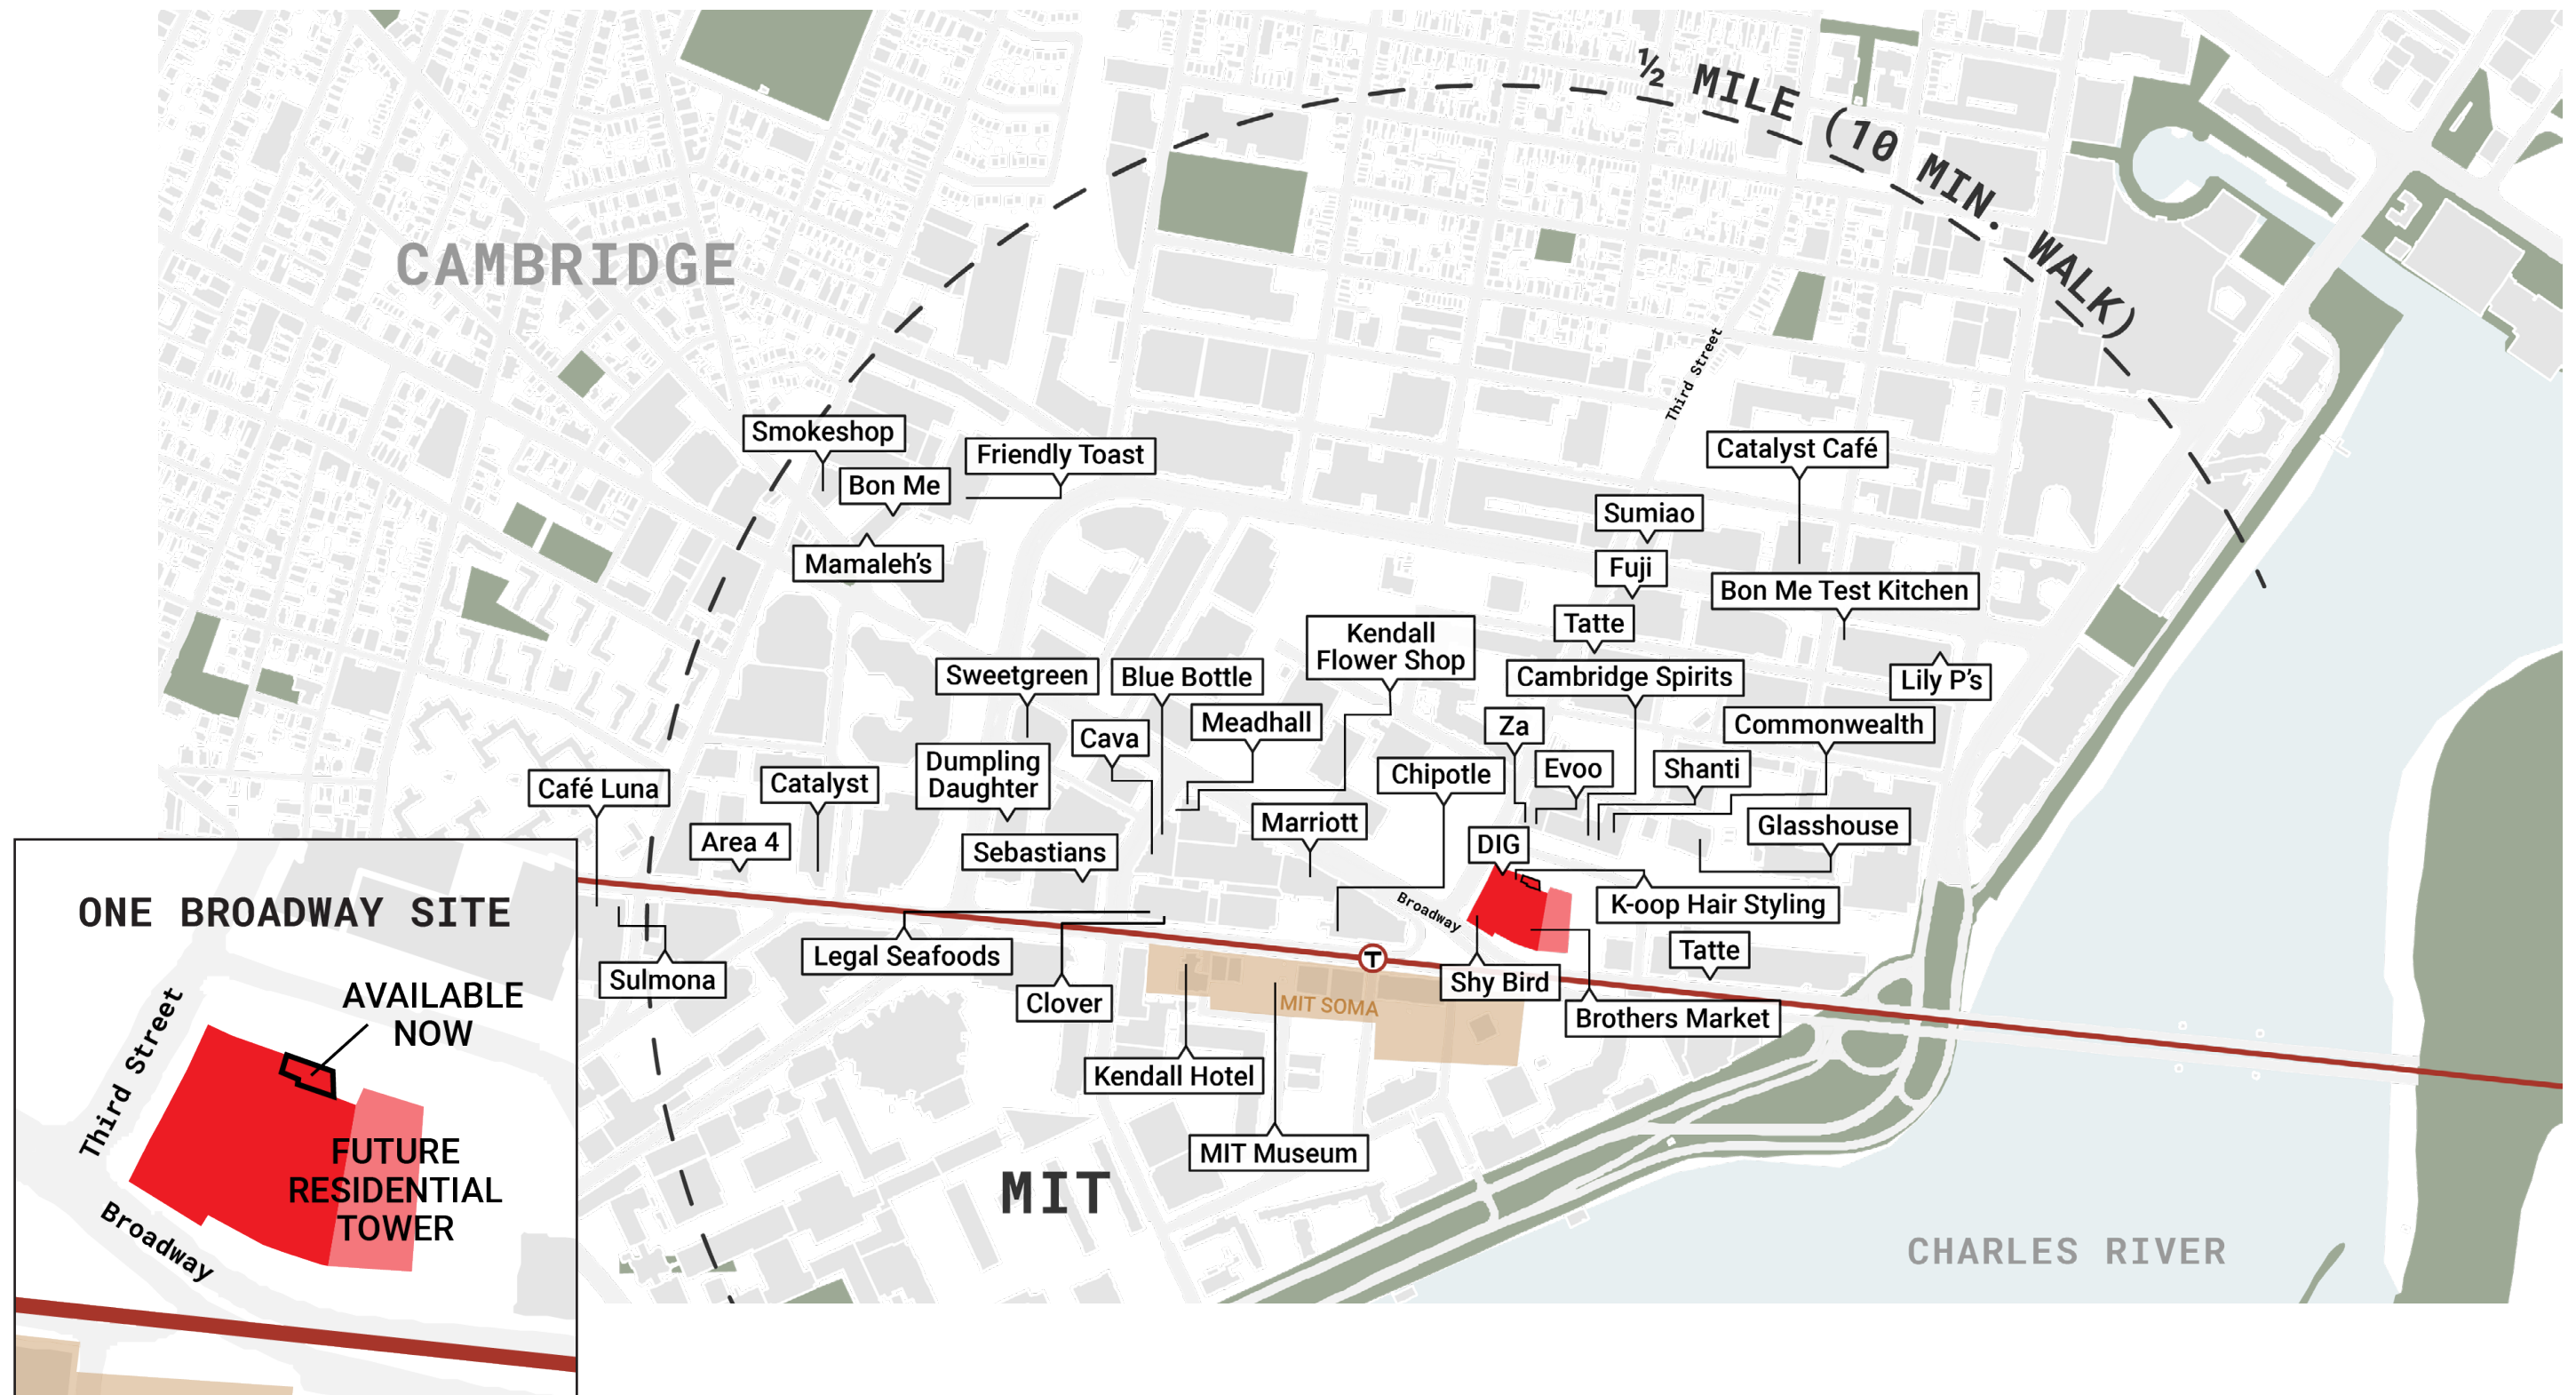 ½ MILE (10 MIN. WALK)
CAMBRIDGE
Third Street
Smokeshop
Friendly Toast
Catalyst Café
Bon Me
Sumiao
Mamaleh’s
Fuji
Bon Me Test Kitchen
Tatte
Kendall
Flower Shop
Sweetgreen
Blue Bottle
Cambridge Spirits
Lily P’s
Meadhall
Za
Commonwealth
Cava
Dumpling
Daughter
Chipotle
Evoo
Shanti
Café Luna
Catalyst
Marriott
Glasshouse
Area 4
Sebastians
DIG
Broadway
K-oop Hair Styling
Legal Seafoods
Tatte
Sulmona
T
Shy Bird
Clover
MIT SOMA
Brothers Market
Kendall Hotel
MIT Museum
MIT
CHARLES RIVER
ONE BROADWAY SITE
AVAILABLE
NOW
Third Street
FUTURE
RESIDENTIAL
TOWER
Broadway